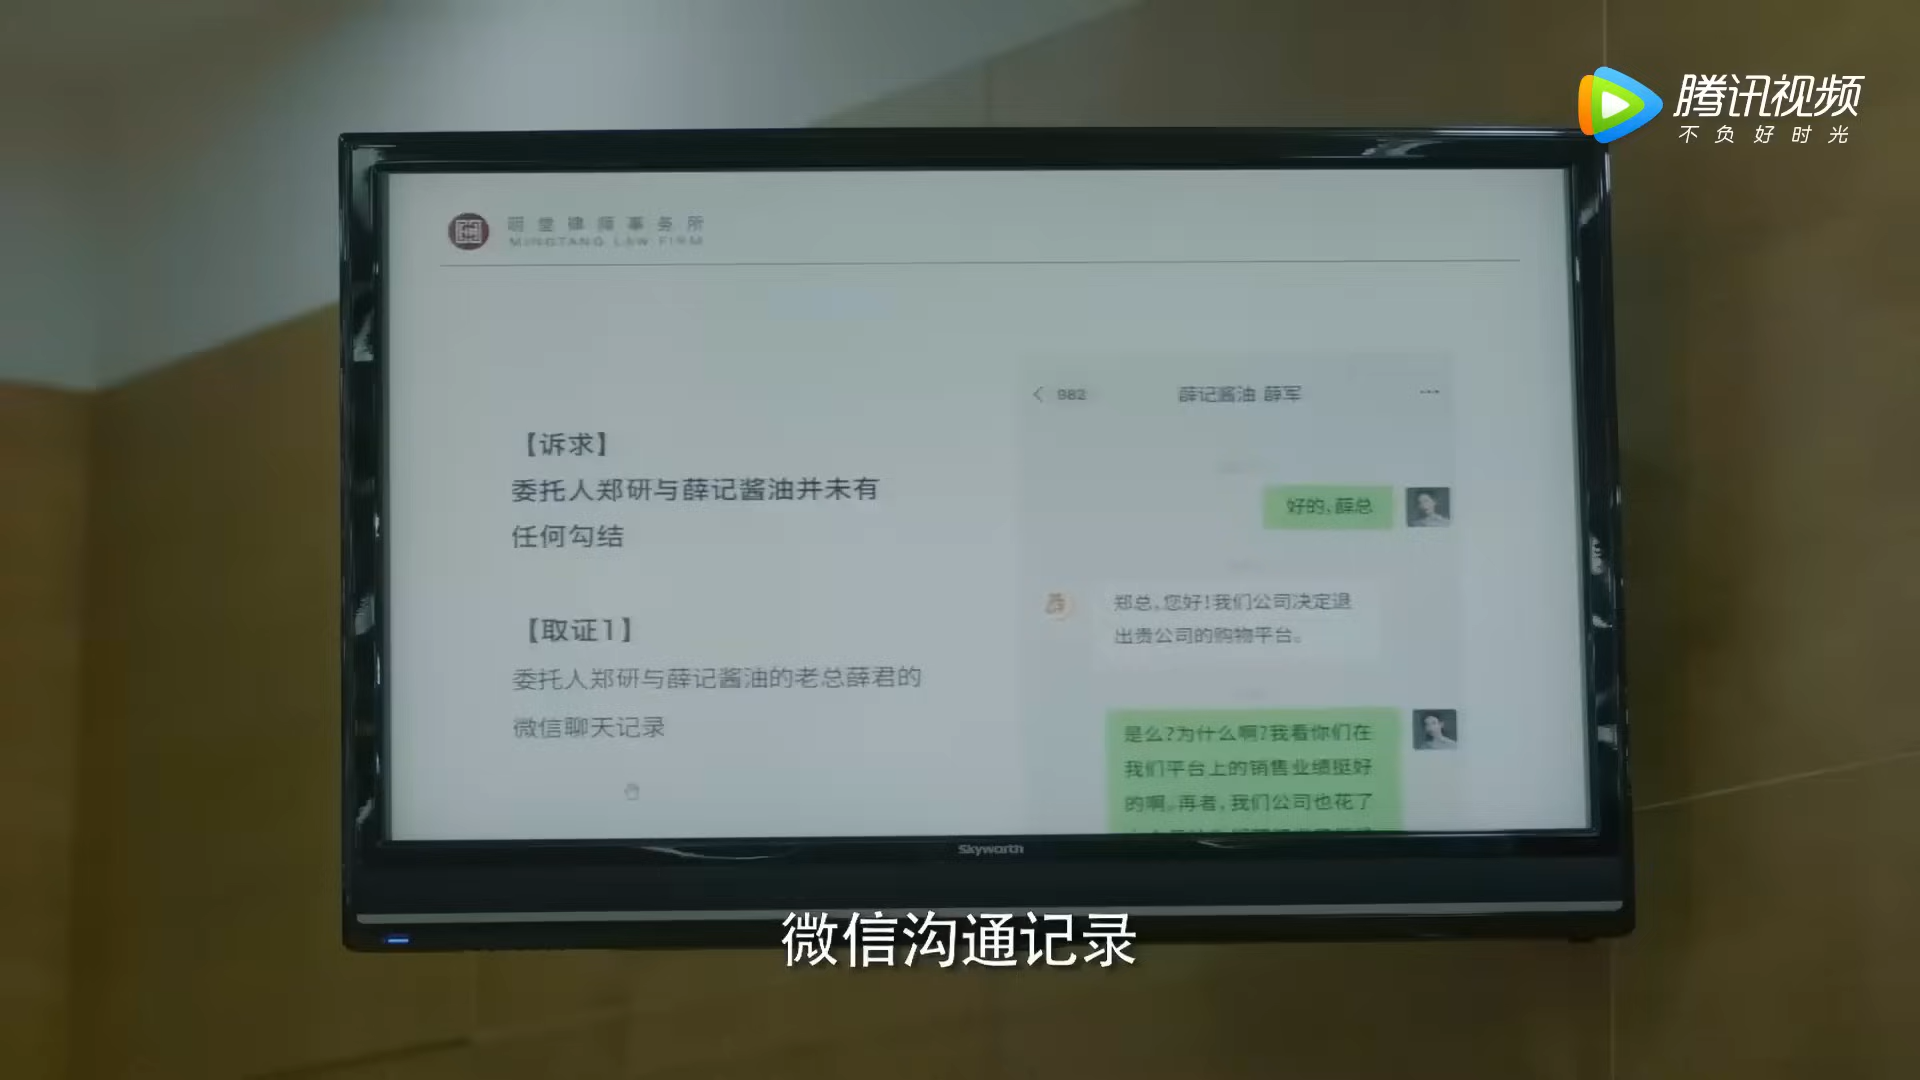 腾讯视频
不负好时光
明堂律师事务所
MINGTANG LAW FIRM
982
薛记酱油 薛军
【诉求】
委托人郑研与薛记酱油并未有
任何勾结
好的,薛总
郑总,您好!我们公司决定退
出贵公司的购物平台。
【取证1】
委托人郑研与薛记酱油的老总薛君的
微信聊天记录
是么?为什么啊?我看你们在
我们平台上的销售业绩挺好
的啊。再者,我们公司也花了
Skyworth
微信沟通记录